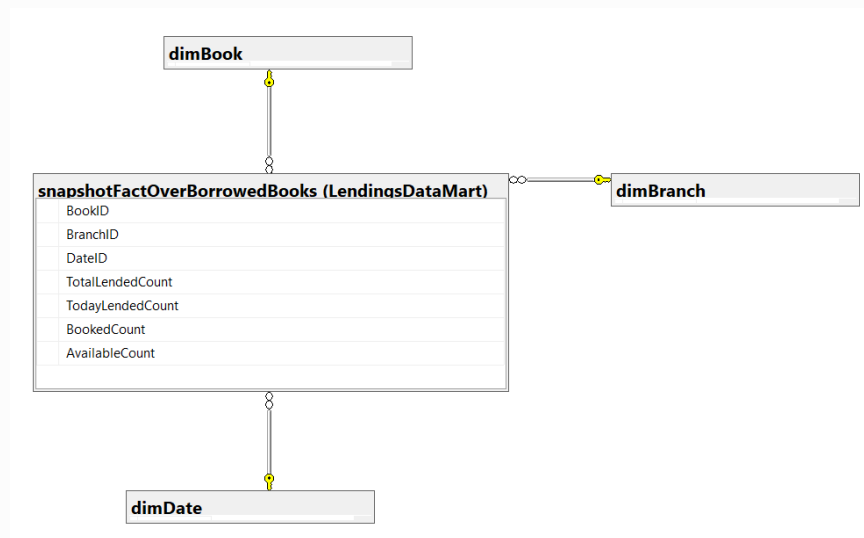 dimBook
snapshotFactOverBorrowedBooks (LendingsDataMart)
dimBranch
BookID
BranchID
DateID
TotalLendedCount
TodayLendedCount
BookedCount
AvailableCount
dimDate